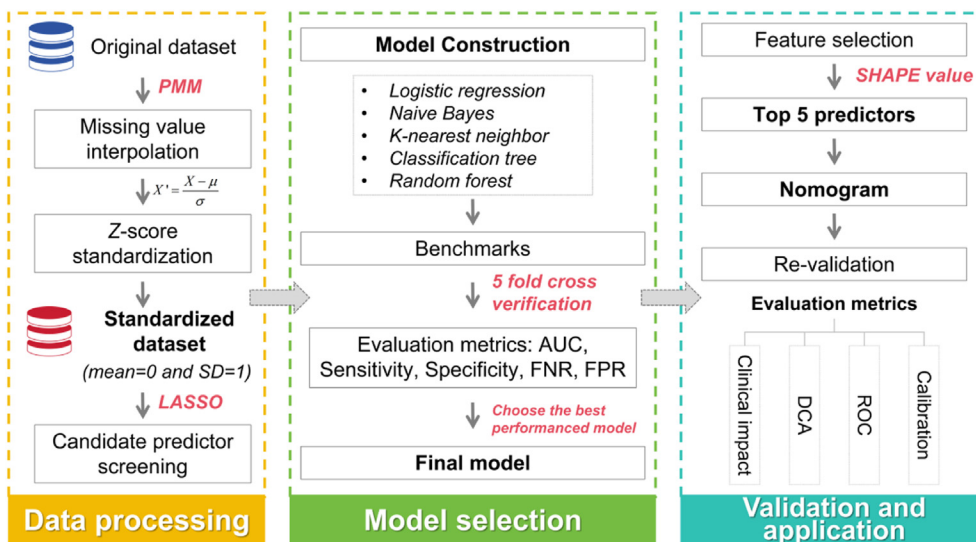 Original dataset
PMM
Missing value
interpolation
X' = X − μ / σ
Z-score
standardization
Standardized
dataset
(mean=0 and SD=1)
LASSO
Candidate predictor
screening
Data processing
Model Construction
• Logistic regression
• Naive Bayes
• K-nearest neighbor
• Classification tree
• Random forest
Benchmarks
5 fold cross
verification
Evaluation metrics: AUC,
Sensitivity, Specificity, FNR, FPR
Choose the best
performanced model
Final model
Model selection
Feature selection
SHAPE value
Top 5 predictors
Nomogram
Re-validation
Evaluation metrics
Clinical impact
DCA
ROC
Calibration
Validation and
application